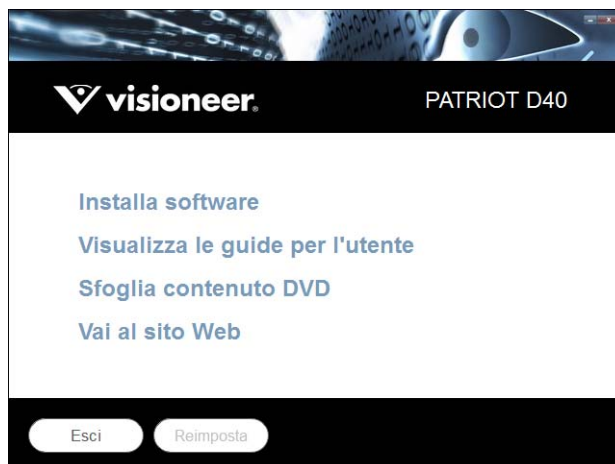 visioneer.
PATRIOT D40
Installa software
Visualizza le guide per l'utente
Sfoglia contenuto DVD
Vai al sito Web
Esci
Reimposta